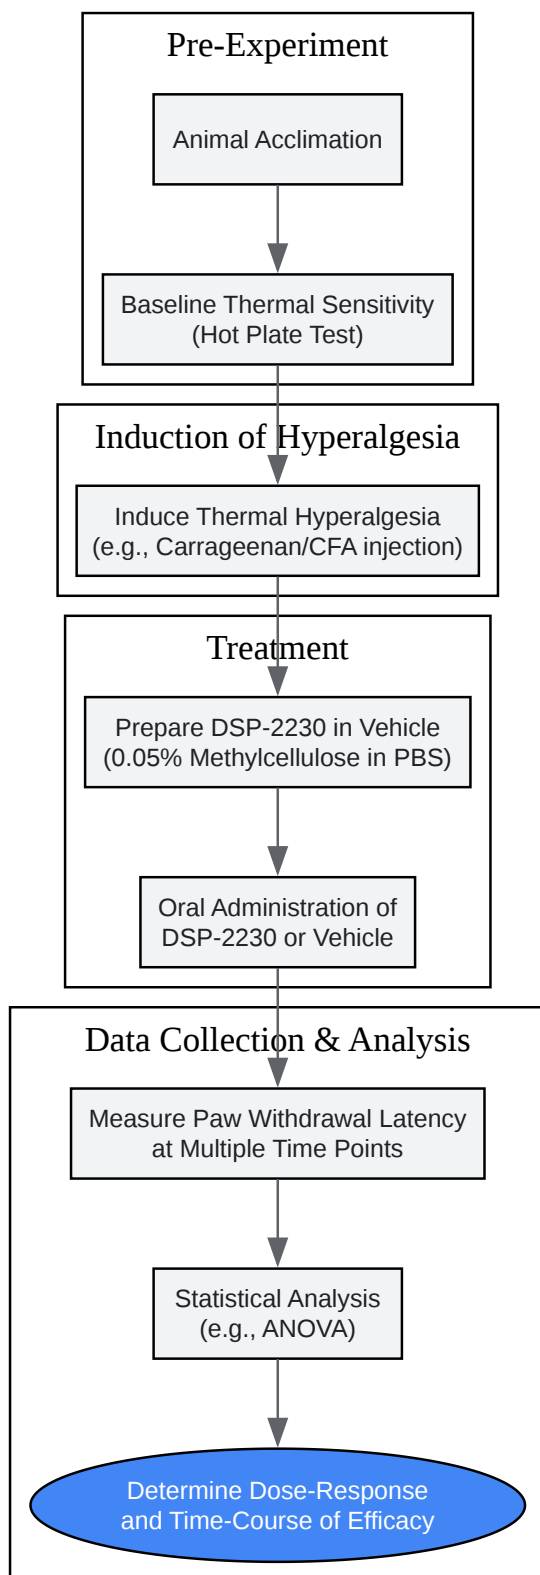 Pre-Experiment
Animal Acclimation
Baseline Thermal Sensitivity
(Hot Plate Test)
Induction of Hyperalgesia
Induce Thermal Hyperalgesia
(e.g., Carrageenan/CFA injection)
Treatment
Prepare DSP-2230 in Vehicle
(0.05% Methylcellulose in PBS)
Oral Administration of
DSP-2230 or Vehicle
Data Collection & Analysis
Measure Paw Withdrawal Latency
at Multiple Time Points
Statistical Analysis
(e.g., ANOVA)
Determine Dose-Response
and Time-Course of Efficacy